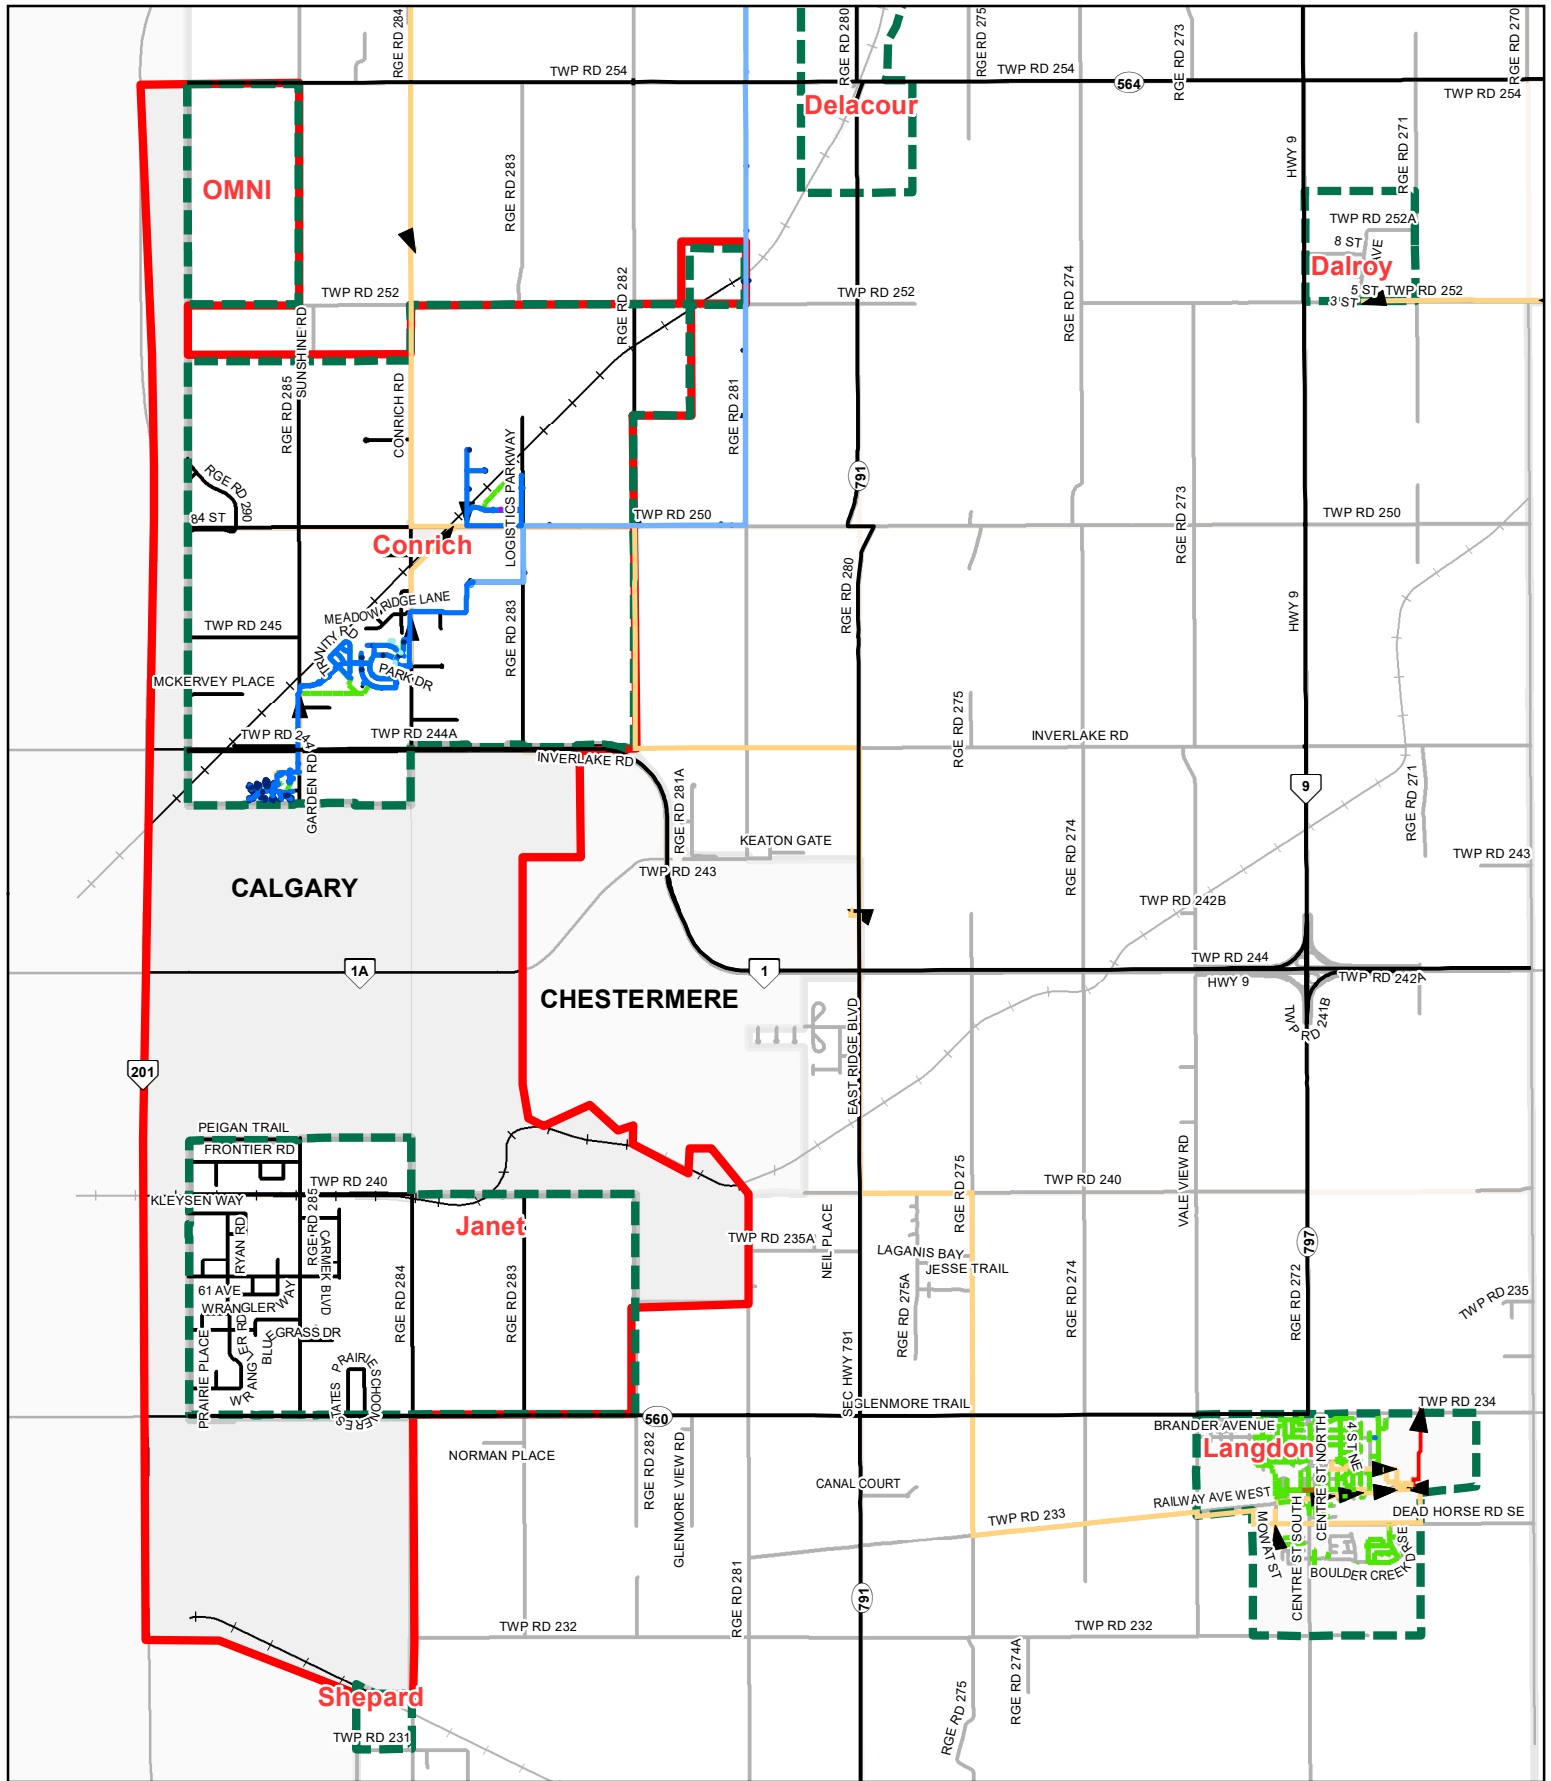 RGE RD 284
RGE RD 280
RGE RD 275
RGE RD 273
RGE RD 270
TWP RD 254
TWP RD 254
564
TWP RD 254
Delacour
OMNI
RGE RD 283
HWY 9
RGE RD 271
TWP RD 252A
8 ST
AVE
Dalroy
5 ST
TWP RD 252
3 ST
TWP RD 252
RGE RD 282
TWP RD 252
RGE RD 274
SUNSHINE RD
RGE RD 285
CONRICH RD
RGE RD 281
LOGISTICS PARKWAY
791
RGE RD 290
84 ST
TWP RD 250
RGE RD 273
TWP RD 250
Conrich
RGE RD 280
HWY 9
MEADOW RIDGE LANE
TWP RD 245
TRINITY RD
RGE RD 283
PARK DR
MCKERVEY PLACE
RGE RD 275
TWP RD 244
TWP RD 244A
INVERLAKE RD
INVERLAKE RD
GARDEN RD
RGE RD 281A
9
RGE RD 271
KEATON GATE
RGE RD 274
TWP RD 243
TWP RD 243
CALGARY
TWP RD 242B
1A
1
TWP RD 244
HWY 9
TWP RD 242A
CHESTERMERE
TWP RD 241B
EAST RIDGE BLVD
201
PEIGAN TRAIL
FRONTIER RD
TWP RD 240
KLEYSEN WAY
RGE RD 275
TWP RD 240
VALE VIEW RD
Janet
RYAN RD
RGE RD 285
CARMEK BLVD
TWP RD 235A
NEIL PLACE
LAGANIS BAY
JESSE TRAIL
797
61 AVE
WRANGLER WAY
RGE RD 284
RGE RD 283
RGE RD 275A
RGE RD 274
RGE RD 272
TWP RD 235
BLUEGRASS DR
PRAIRIE PLACE
WRANGLER RD
PRAIRIE SCHOONER ESTATES
SEC HWY 791
GLENMORE TRAIL
560
TWP RD 234
BRANDER AVENUE
Langdon
4 ST NE
CENTRE ST NORTH
NORMAN PLACE
RGE RD 282
GLENMORE VIEW RD
CANAL COURT
RAILWAY AVE WEST
TWP RD 233
DEAD HORSE RD SE
MOWAT ST
CENTRE ST SOUTH
BOULDER CREEK DR SE
RGE RD 281
791
TWP RD 232
TWP RD 232
RGE RD 274A
RGE RD 275
Shepard
TWP RD 231